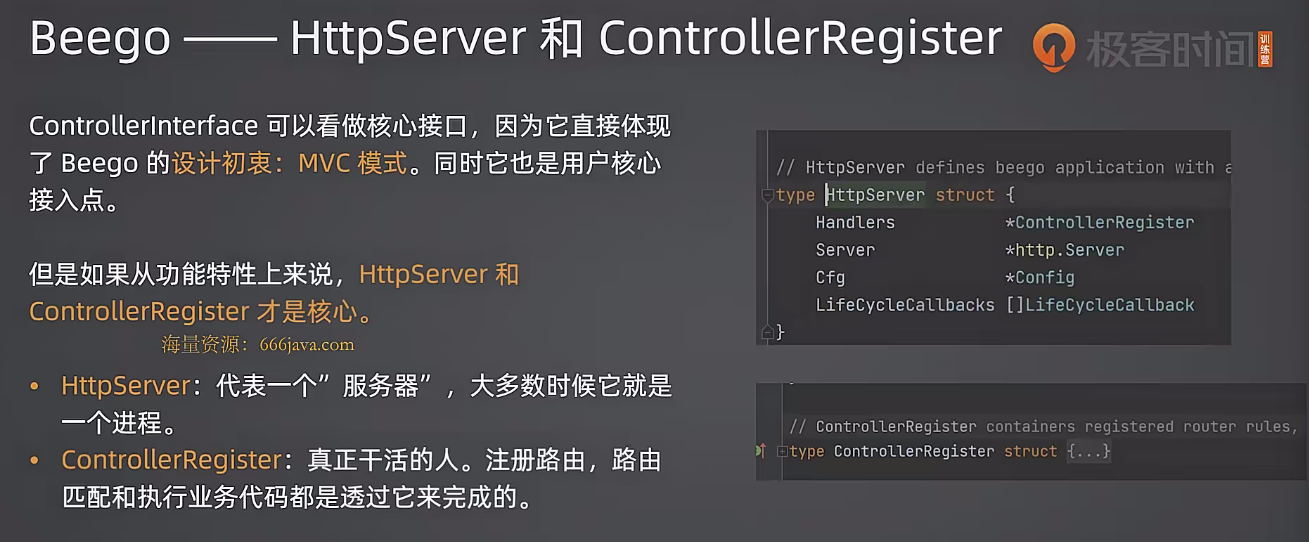 Beego —— HttpServer 和 ControllerRegister
极客时间
训练营
ControllerInterface 可以看做核心接口，因为它直接体现
了 Beego 的设计初衷：MVC 模式。同时它也是用户核心
接入点。
但是如果从功能特性上来说，HttpServer 和
ControllerRegister 才是核心。
海量资源：666java.com
• HttpServer：代表一个”服务器”，大多数时候它就是
一个进程。
• ControllerRegister：真正干活的人。注册路由，路由
匹配和执行业务代码都是透过它来完成的。
// HttpServer defines beego application with a
type HttpServer struct {
Handlers *ControllerRegister
Server *http.Server
Cfg *Config
LifeCycleCallbacks []LifeCycleCallback
}
// ControllerRegister containers registered router rules,
type ControllerRegister struct {...}